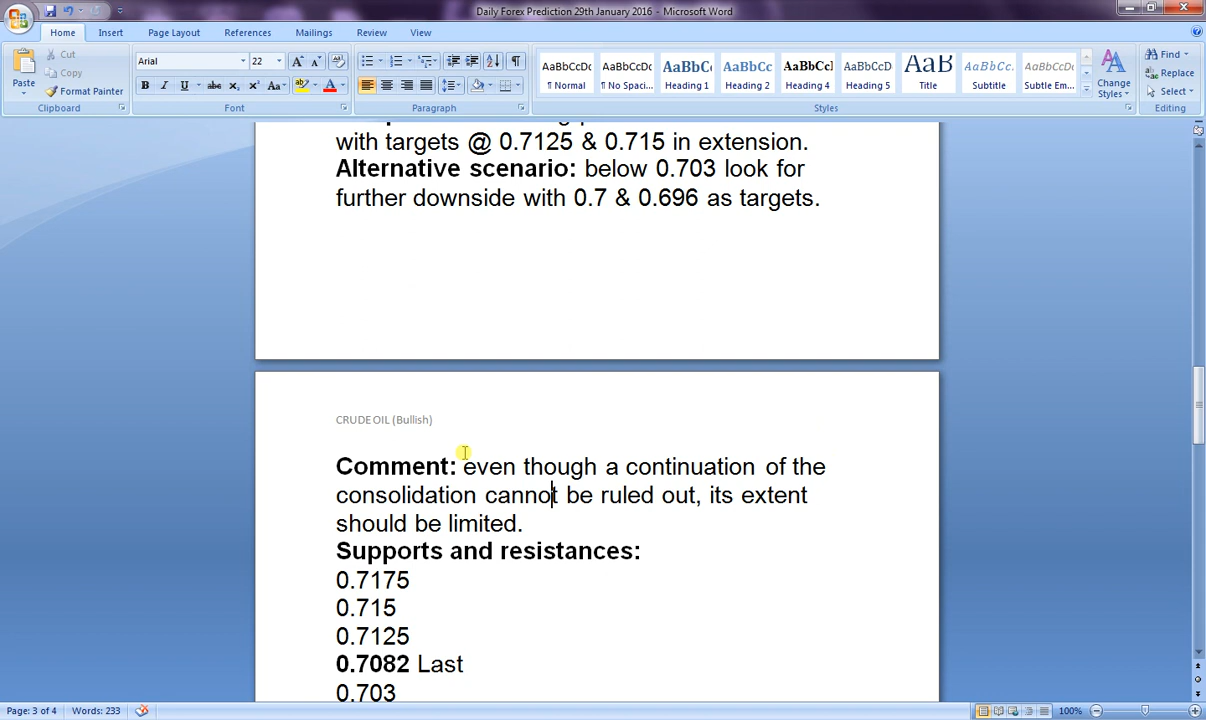 Daily Forex Prediction 29th January 2016 - Microsoft Word
Home Insert Page Layout References Mailings Review View
Paste
Cut
Copy
Format Painter
Clipboard
Arial 22
B I U abc x₂ x² Aa
Font
Paragraph
AaBbCcDc AaBbCcDc AaBbCc AaBbCc AaBbCc AaBbCcD AaB AaBbCc. AaBbCcDc
¶ Normal ¶ No Spaci... Heading 1 Heading 2 Heading 4 Heading 5 Title Subtitle Subtle Em...
Change Styles
Styles
Find
Replace
Select
Editing
with targets @ 0.7125 & 0.715 in extension.
Alternative scenario: below 0.703 look for
further downside with 0.7 & 0.696 as targets.
CRUDE OIL (Bullish)
Comment: even though a continuation of the
consolidation cannot be ruled out, its extent
should be limited.
Supports and resistances:
0.7175
0.715
0.7125
0.7082 Last
0.703
Page: 3 of 4 Words: 233 100%